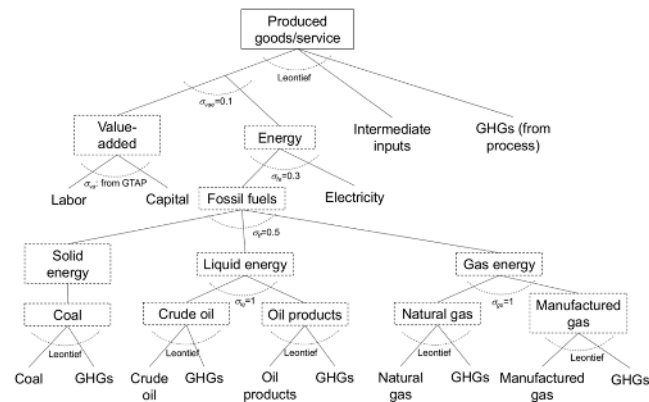 Produced
goods/service
Leontief
σvae=0.1
Value-
added
Energy
Intermediate
inputs
GHGs (from
process)
σva: from GTAP
σfe=0.3
Labor
Capital
Fossil fuels
Electricity
=0.5
Solid
energy
Liquid energy
Gas energy
=1
=1
Coal
Crude oil
Oil products
Natural gas
Manufactured
gas
Leontief
Leontief
Leontief
Leontief
Leontief
Coal
GHGs
Crude
oil
GHGs
Oil
products
GHGs
Natural
gas
GHGs
Manufactured
gas
GHGs